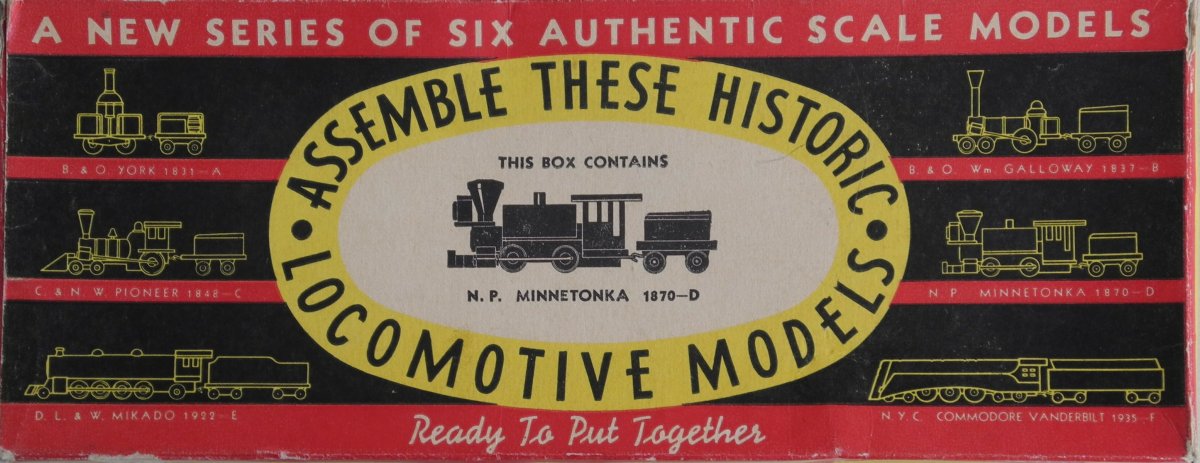 A NEW SERIES OF SIX AUTHENTIC SCALE MODELS
ASSEMBLE THESE HISTORIC
• LOCOMOTIVE MODELS •
THIS BOX CONTAINS
N. P. MINNETONKA 1870—D
B. & O. YORK 1831—A
B. & O. Wm. GALLOWAY 1837—B
C. & N. W. PIONEER 1848—C
N. P. MINNETONKA 1870—D
D. L. & W. MIKADO 1922—E
N.Y.C. COMMODORE VANDERBILT 1935—F
Ready To Put Together